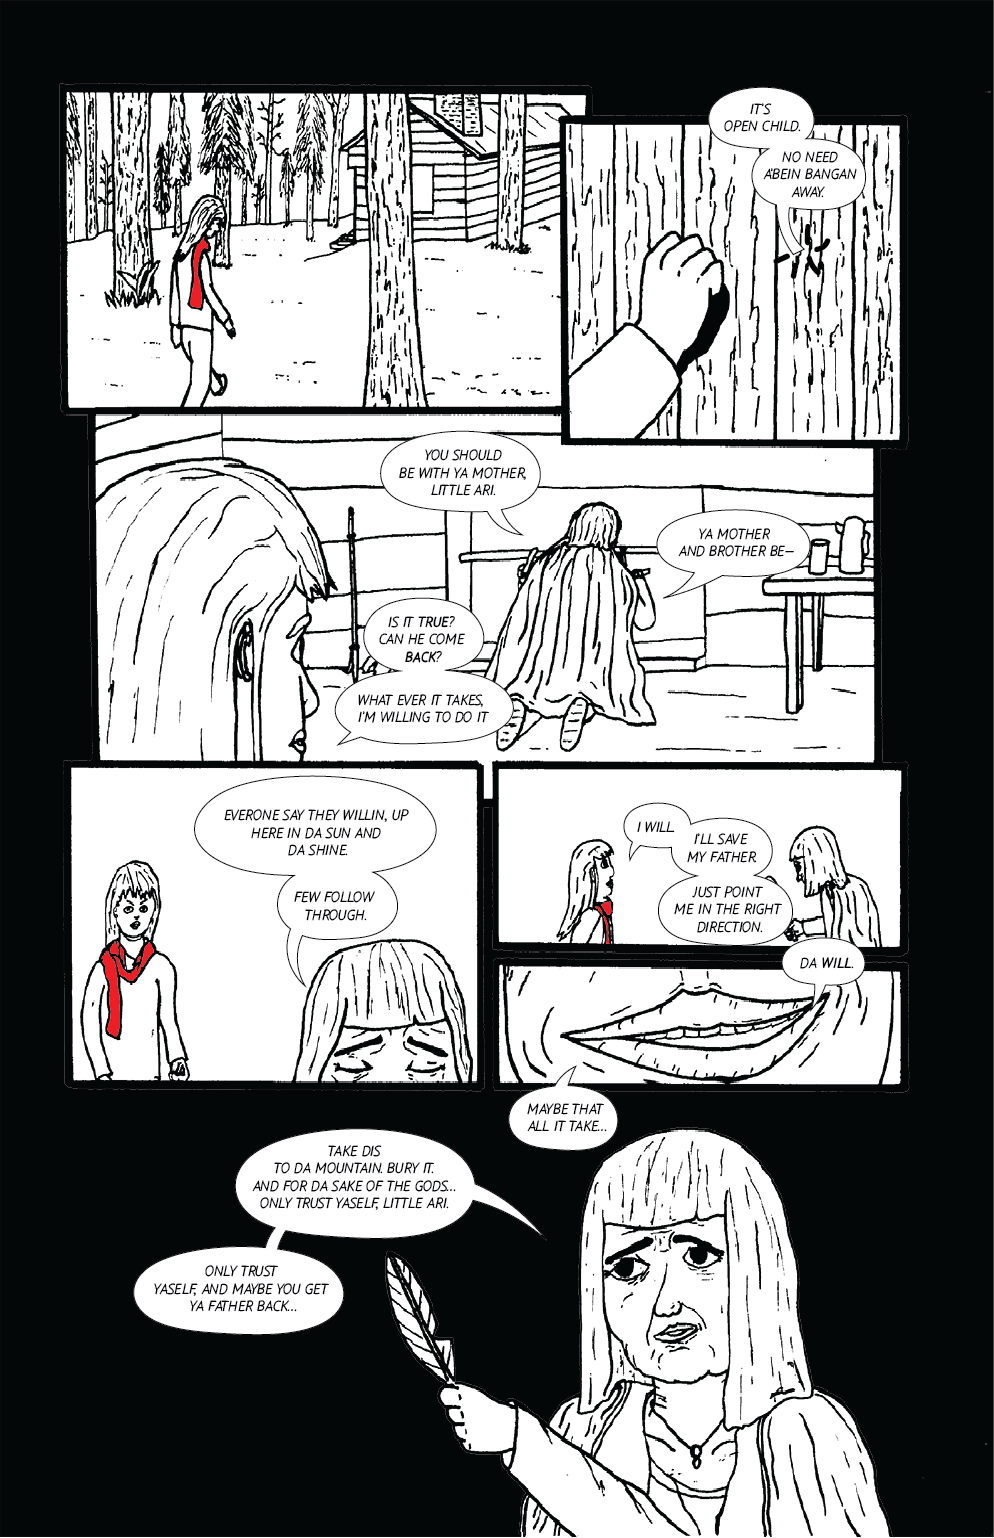 IT'S
OPEN CHILD.
NO NEED
ABEIN BANGAN
AWAY.
YOU SHOULD
BE WITH YA MOTHER,
LITTLE ARI.
YA MOTHER
AND BROTHER BE—
IS IT TRUE?
CAN HE COME
BACK?
WHAT EVER IT TAKES,
I'M WILLING TO DO IT
EVERONE SAY THEY WILLIN, UP
HERE IN DA SUN AND
DA SHINE.
FEW FOLLOW
THROUGH.
I WILL.
I'LL SAVE
MY FATHER.
JUST POINT
ME IN THE RIGHT
DIRECTION.
DA WILL.
MAYBE THAT
ALL IT TAKE...
TAKE DIS
TO DA MOUNTAIN. BURY IT.
AND FOR DA SAKE OF THE GODS...
ONLY TRUST YASELF, LITTLE ARI.
ONLY TRUST
YASELF, AND MAYBE YOU GET
YA FATHER BACK...